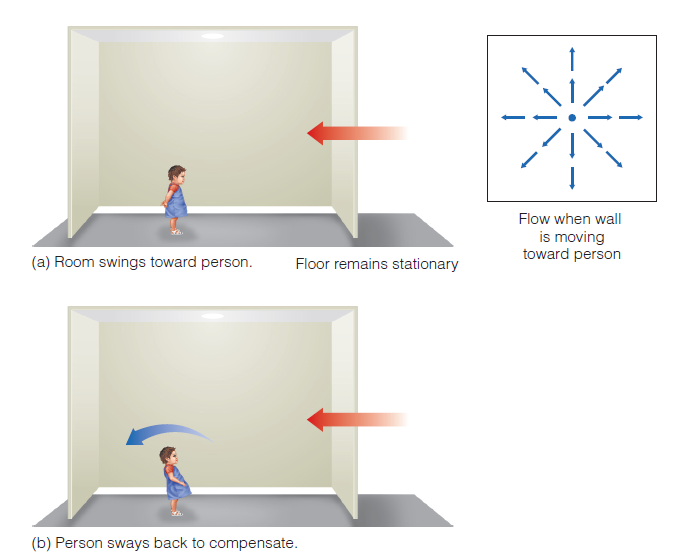 Flow when wall
is moving
toward person
(a) Room swings toward person.
Floor remains stationary
(b) Person sways back to compensate.